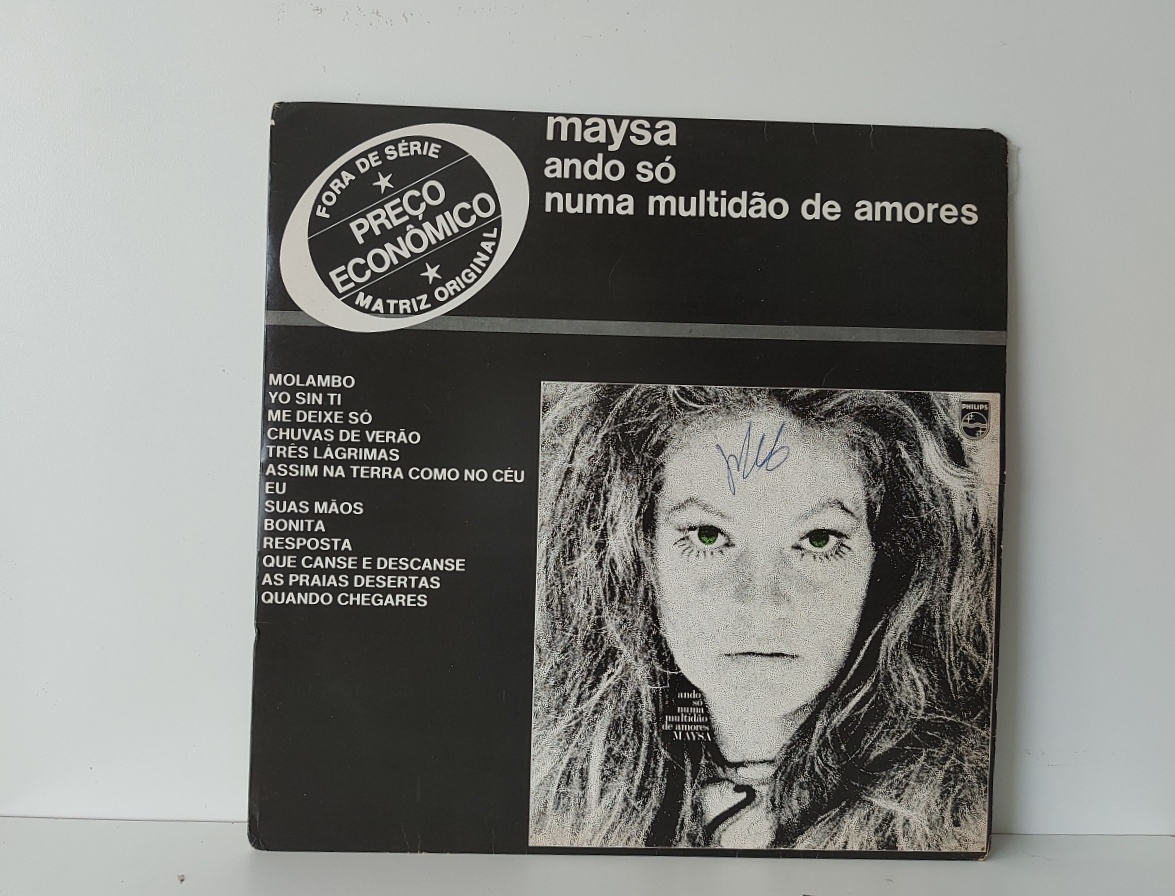 FORA DE SÉRIE
PREÇO
ECONÔMICO
MATRIZ ORIGINAL
maysa
ando só
numa multidão de amores
MOLAMBO
YO SIN TI
ME DEIXE SÓ
CHUVAS DE VERÃO
TRÊS LÁGRIMAS
ASSIM NA TERRA COMO NO CÉU
EU
SUAS MÃOS
BONITA
RESPOSTA
QUE CANSE E DESCANSE
AS PRAIAS DESERTAS
QUANDO CHEGARES
PHILIPS
ando
só
numa
multidão
de amores
MAYSA